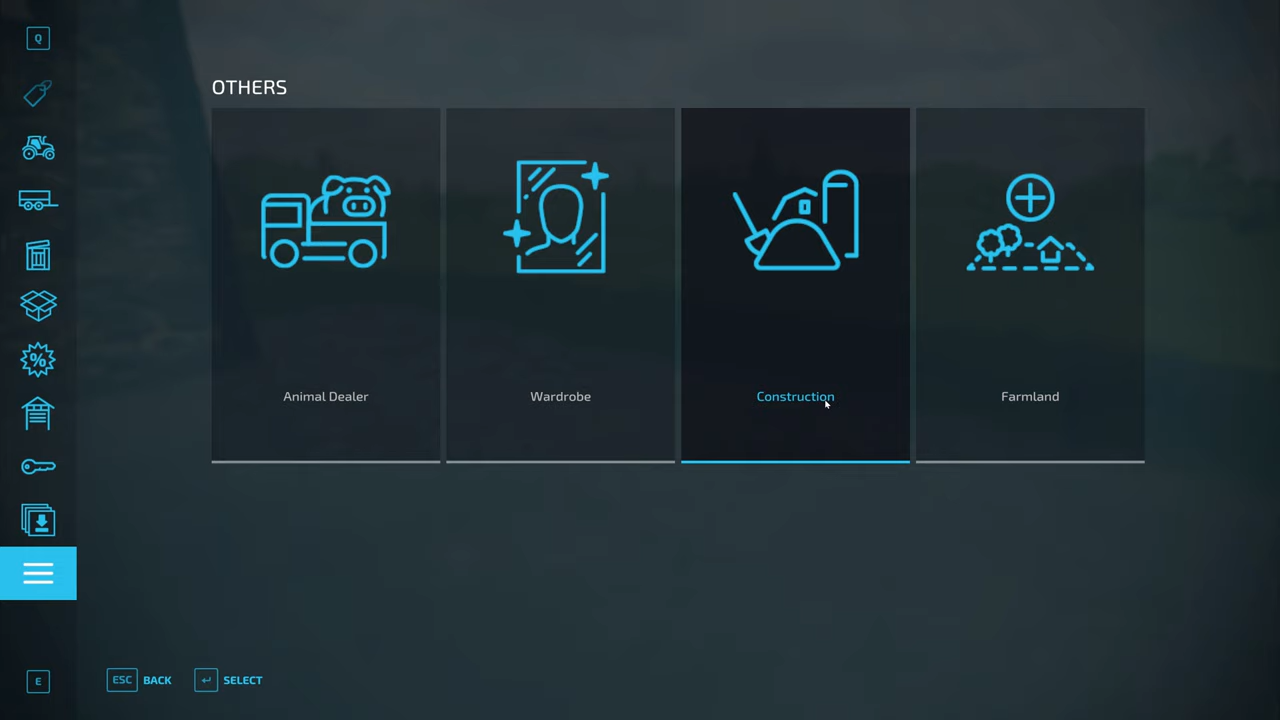 Q
OTHERS
%
Animal Dealer
Wardrobe
Construction
Farmland
E
ESC BACK
SELECT